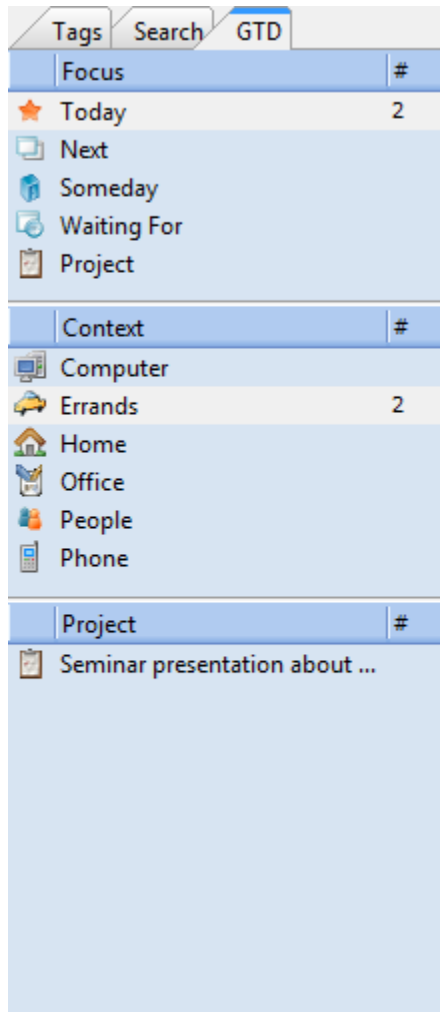 Tags Search GTD
Focus #
Today 2
Next
Someday
Waiting For
Project
Context #
Computer
Errands 2
Home
Office
People
Phone
Project #
Seminar presentation about ...